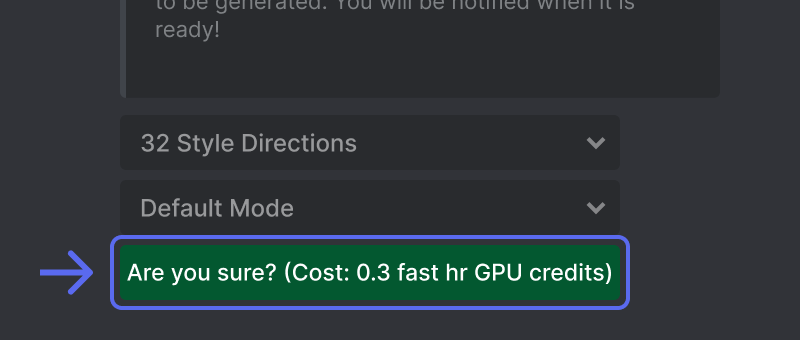 to be generated. You will be notified when it is
ready!
32 Style Directions
Default Mode
Are you sure? (Cost: 0.3 fast hr GPU credits)